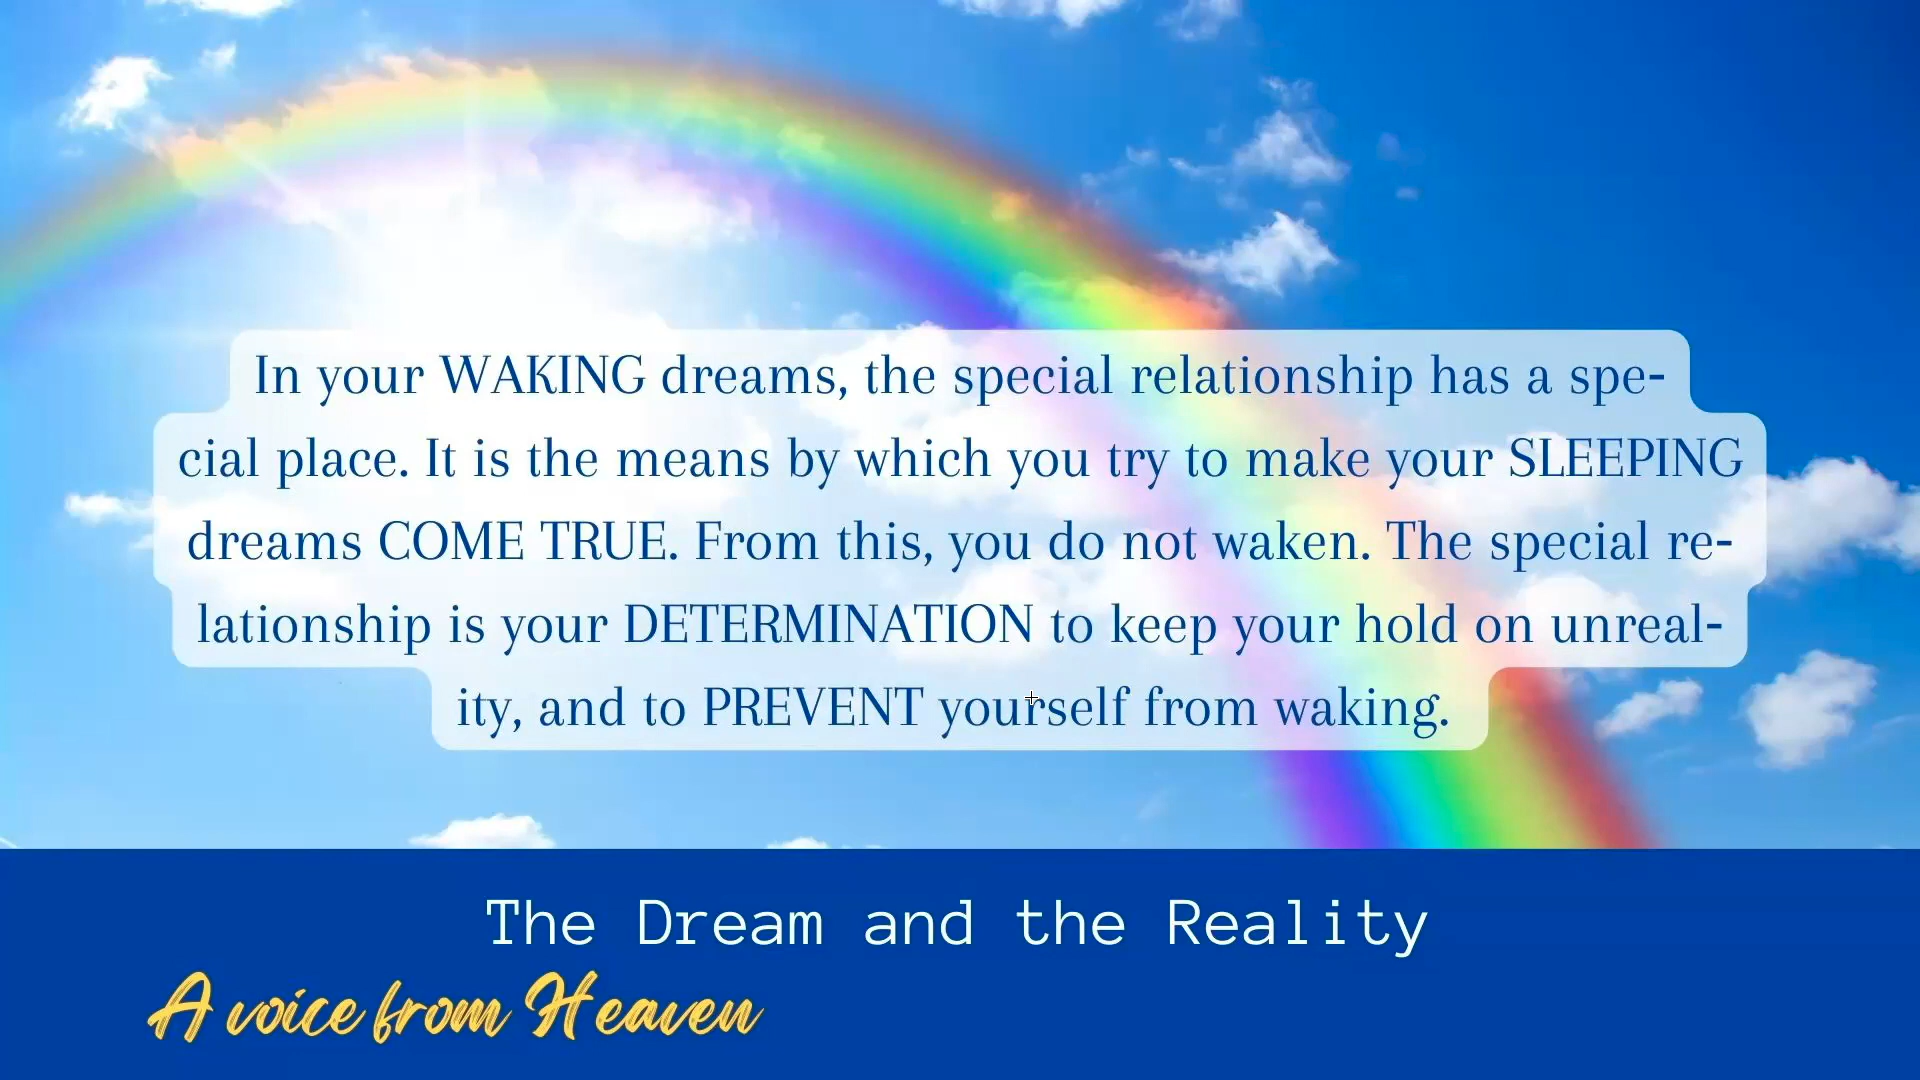 In your WAKING dreams, the special relationship has a spe-
cial place. It is the means by which you try to make your SLEEPING
dreams COME TRUE. From this, you do not waken. The special re-
lationship is your DETERMINATION to keep your hold on unreal-
ity, and to PREVENT yourself from waking.
The Dream and the Reality
A voice from Heaven